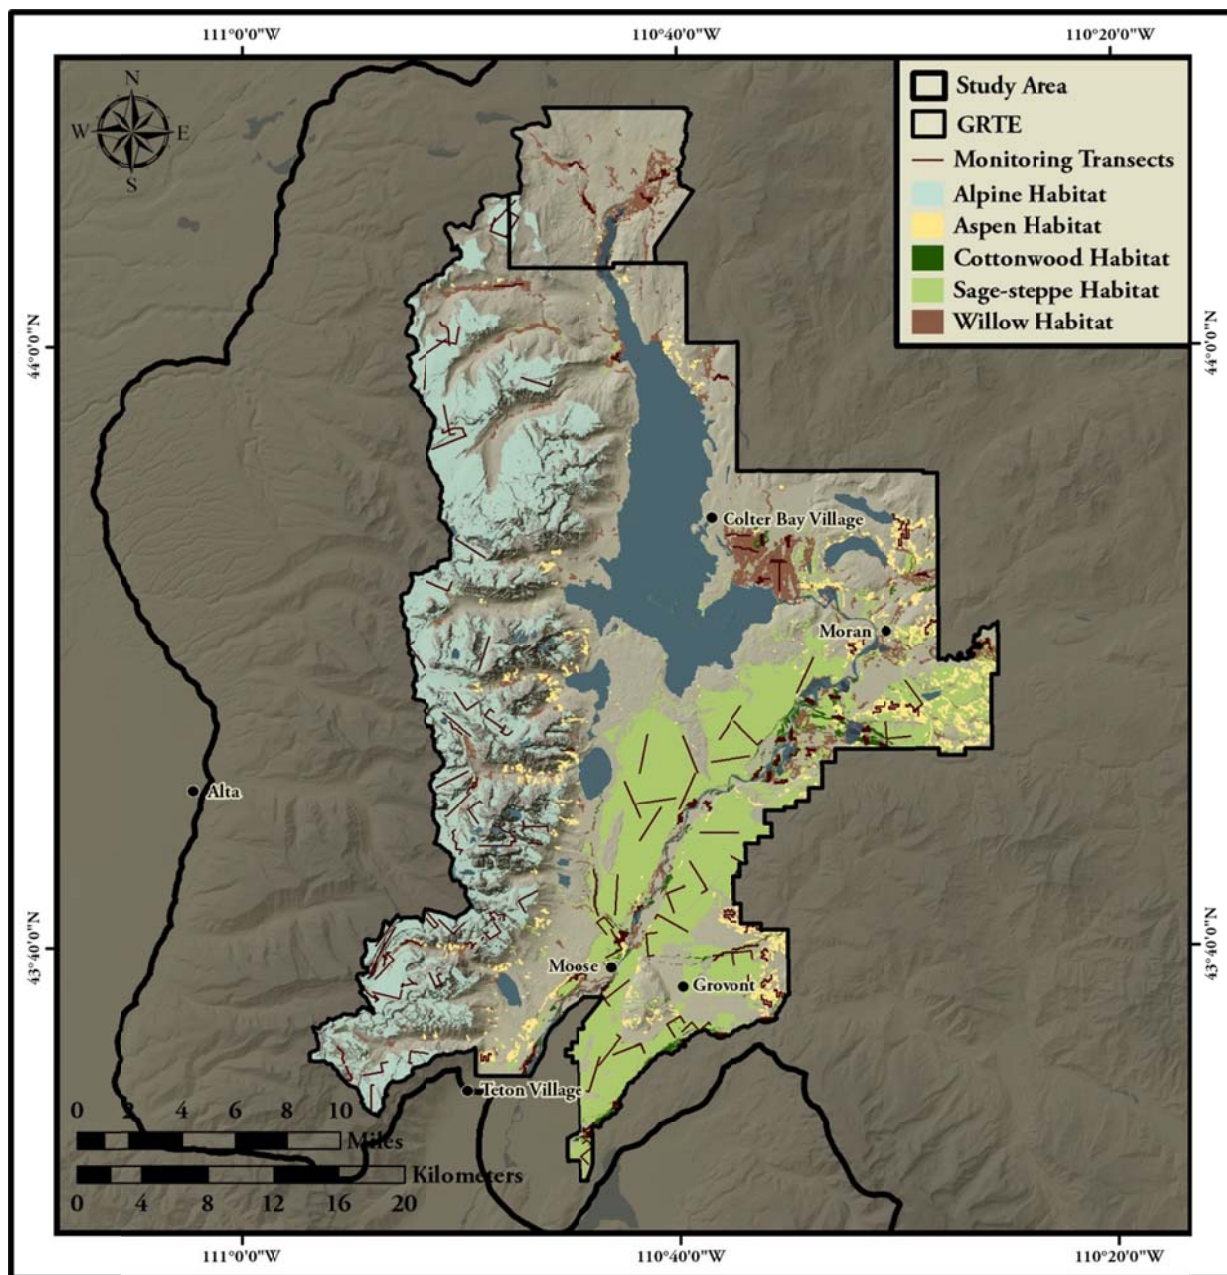 111°0'0"W 110°40'0"W 110°20'0"W
N
W E
S
Study Area
GRTE
Monitoring Transects
Alpine Habitat
Aspen Habitat
Cottonwood Habitat
Sage-steppe Habitat
Willow Habitat
44°0'0"N 44°0'0"N
Colter Bay Village
Moran
Alta
43°40'0"N 43°40'0"N
Moose
Grovont
Teton Village
0 2 4 6 8 10
Miles
Kilometers
0 4 8 12 16 20
111°0'0"W 110°40'0"W 110°20'0"W